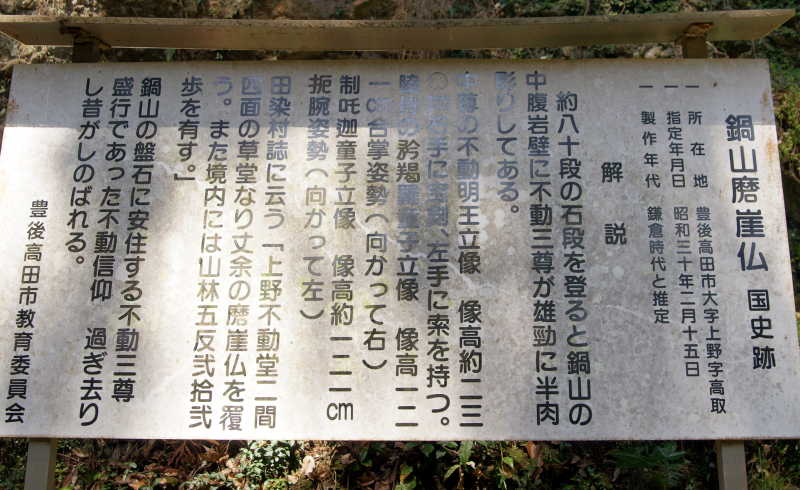 鍋山磨崖仏 国史跡
一 所在地 豊後高田市大字上野字高取
一 指定年月日 昭和三十年二月十五日
一 製作年代 鎌倉時代と推定
解説
約八十段の石段を登ると鍋山の
中腹岩壁に不動三尊が雄勁に半肉
彫りしてある。
中尊の不動明王立像 像高約二三
〇㎝右手に宝剣、左手に索を持つ。
脇侍の矜羯羅童子立像 像高一二
一㎝合掌姿勢(向かって右)
制吒迦童子立像 像高約一二一㎝
扼腕姿勢(向かって左)
田染村誌に云う「上野不動堂二間
四面の草堂なり丈余の磨崖仏を覆
う。また境内には山林五反弐拾弐
歩を有す。」
鍋山の盤石に安住する不動三尊
盛行であった不動信仰 過ぎ去り
し昔がしのばれる。
豊後高田市教育委員会